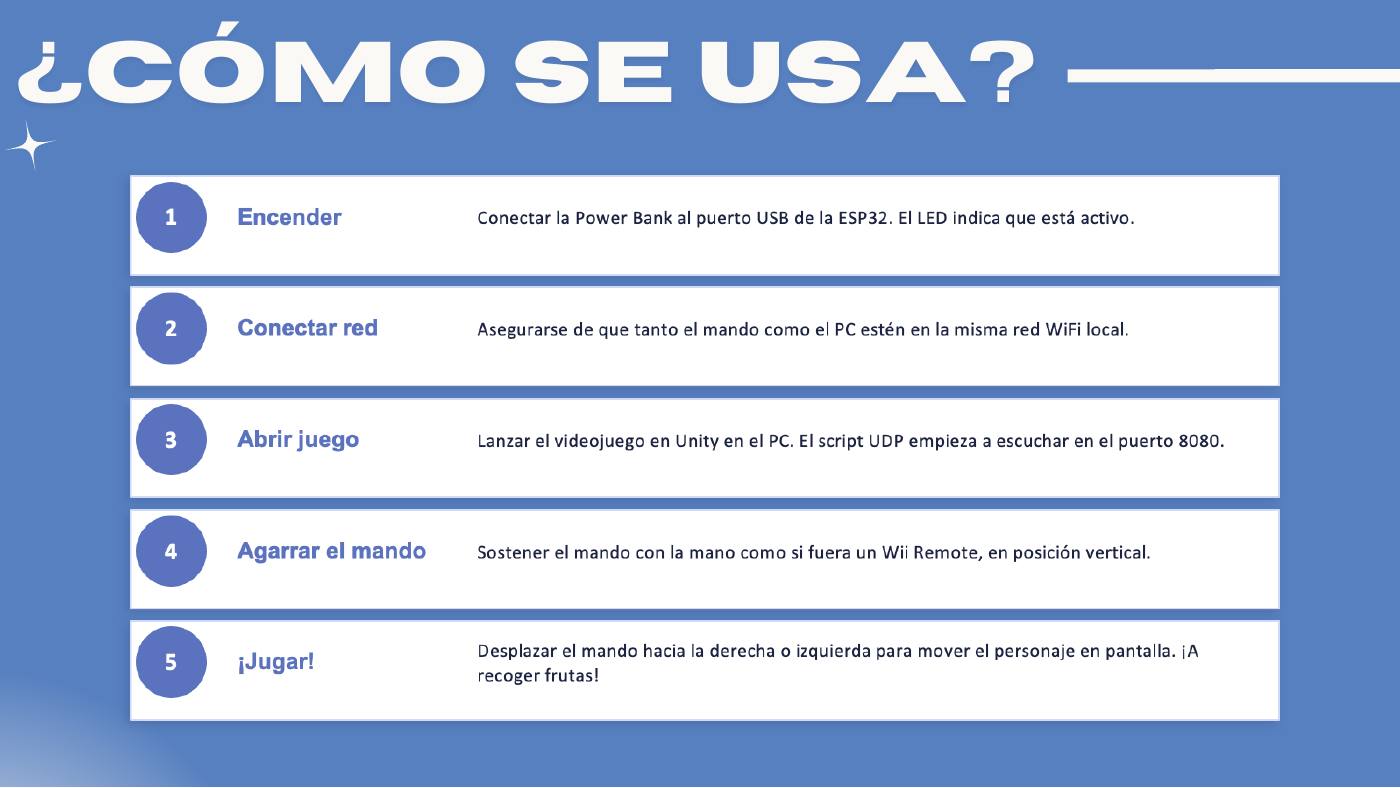 ¿CÓMO SE USA?
1
Encender
Conectar la Power Bank al puerto USB de la ESP32. El LED indica que está activo.
2
Conectar red
Asegurarse de que tanto el mando como el PC estén en la misma red WiFi local.
3
Abrir juego
Lanzar el videojuego en Unity en el PC. El script UDP empieza a escuchar en el puerto 8080.
4
Agarrar el mando
Sostener el mando con la mano como si fuera un Wii Remote, en posición vertical.
5
¡Jugar!
Desplazar el mando hacia la derecha o izquierda para mover el personaje en pantalla. ¡A
recoger frutas!